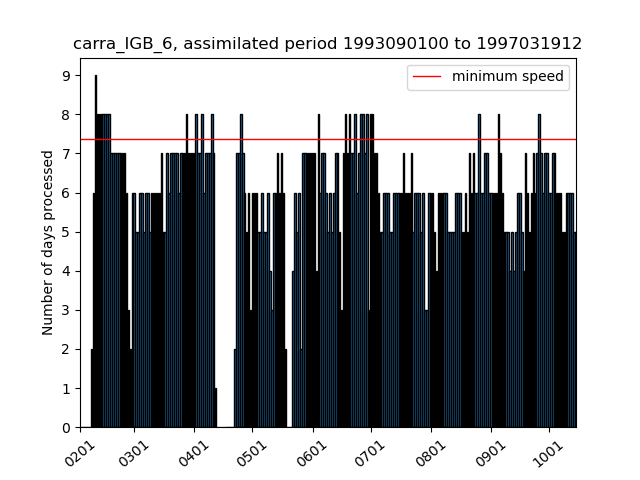 carra_IGB_6, assimilated period 1993090100 to 1997031912
minimum speed
Number of days processed
9
8
7
6
5
4
3
2
1
0
0201 0301 0401 0501 0601 0701 0801 0901 1001